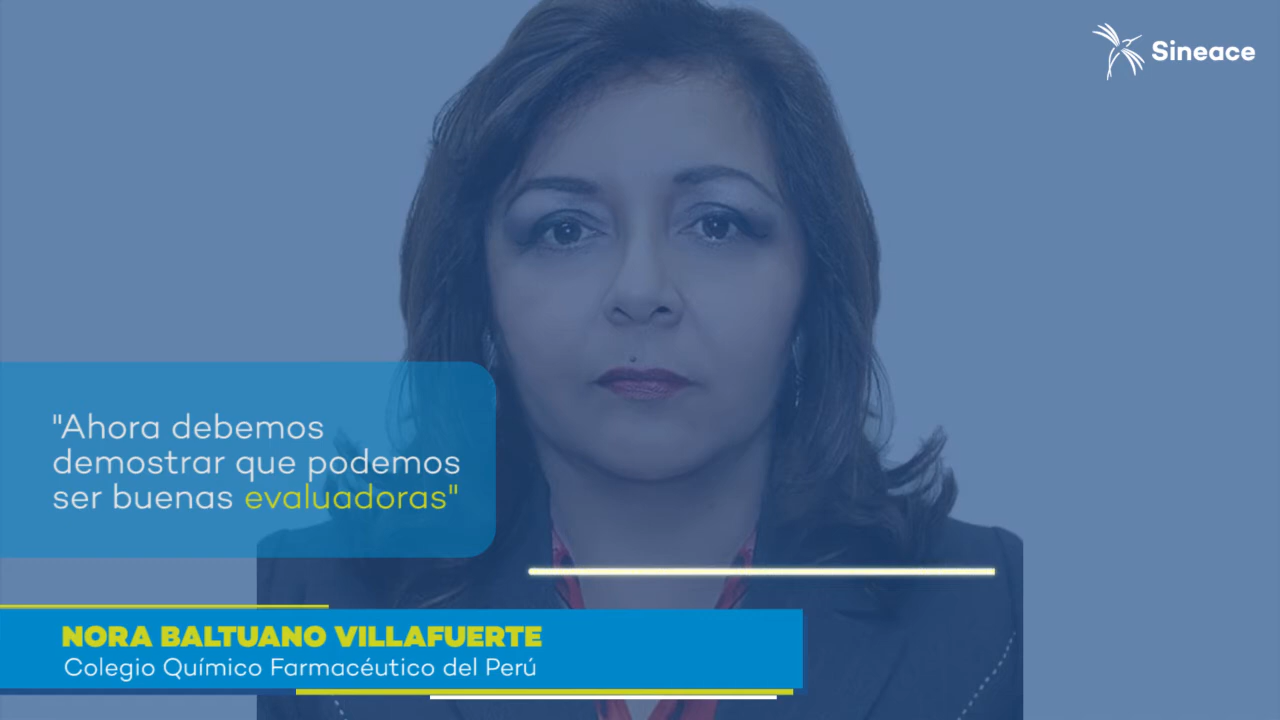 Sineace
"Ahora debemos
demostrar que podemos
ser buenas evaluadoras"
NORA BALTUANO VILLAFUERTE
Colegio Químico Farmacéutico del Perú